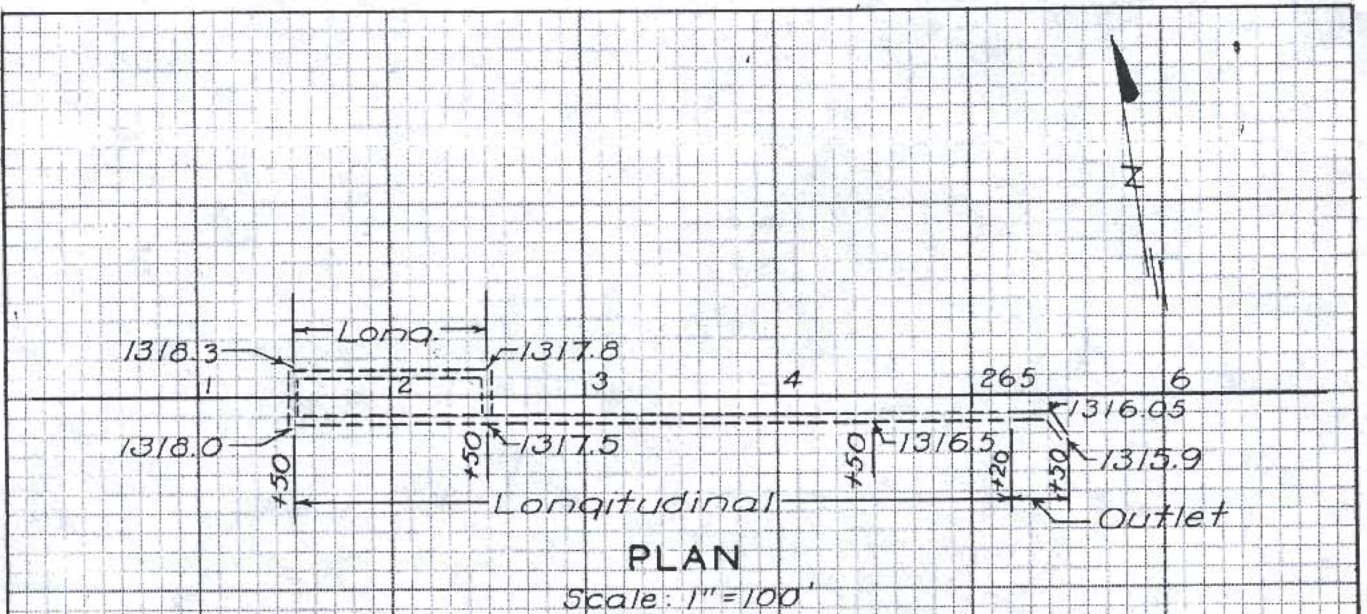 N
Long.
1318.3
1317.8
1 2 3 4 265 6
1316.05
1318.0
1317.5
1316.5
1315.9
+50 +50 +50 +20 +50
Longitudinal
Outlet
PLAN
Scale: 1"=100'